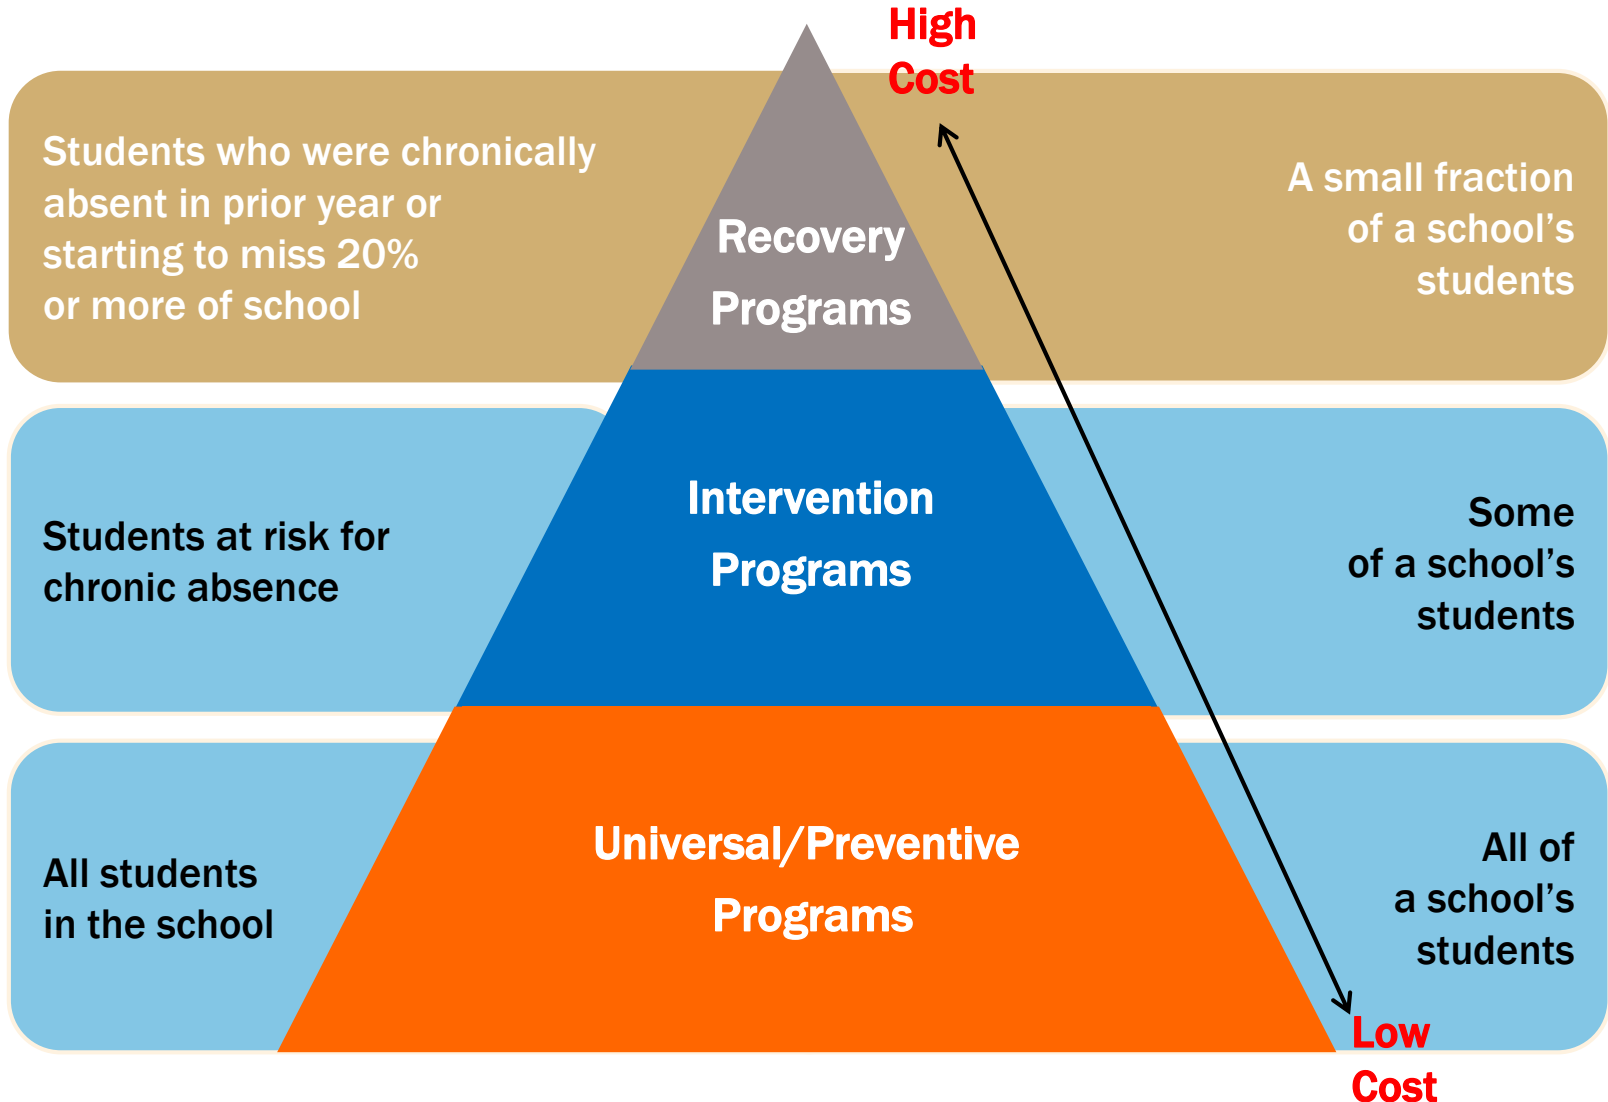 High
Cost
Students who were chronically
absent in prior year or
starting to miss 20%
or more of school
Recovery
Programs
A small fraction
of a school’s
students
Students at risk for
chronic absence
Intervention
Programs
Some
of a school’s
students
All students
in the school
Universal/Preventive
Programs
All of
a school’s
students
Low
Cost